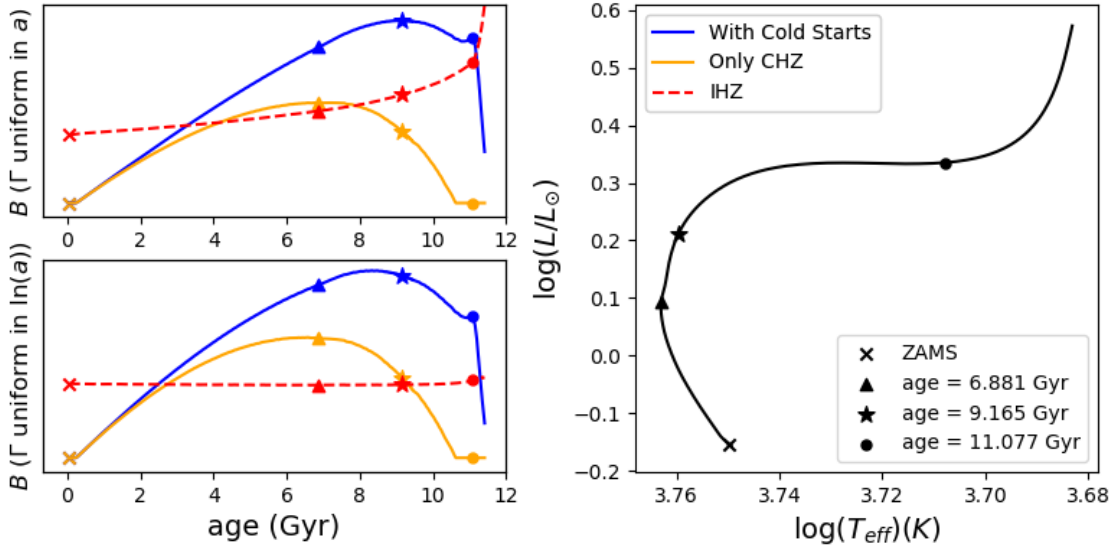 B (Γ uniform in a)
With Cold Starts
Only CHZ
IHZ
0 2 4 6 8 10 12
B (Γ uniform in ln(a))
0 2 4 6 8 10 12
age (Gyr)
log(L/L☉)
0.6
0.5
0.4
0.3
0.2
0.1
0.0
−0.1
−0.2
ZAMS
age = 6.881 Gyr
age = 9.165 Gyr
age = 11.077 Gyr
3.76 3.74 3.72 3.70 3.68
log(T_eff)(K)